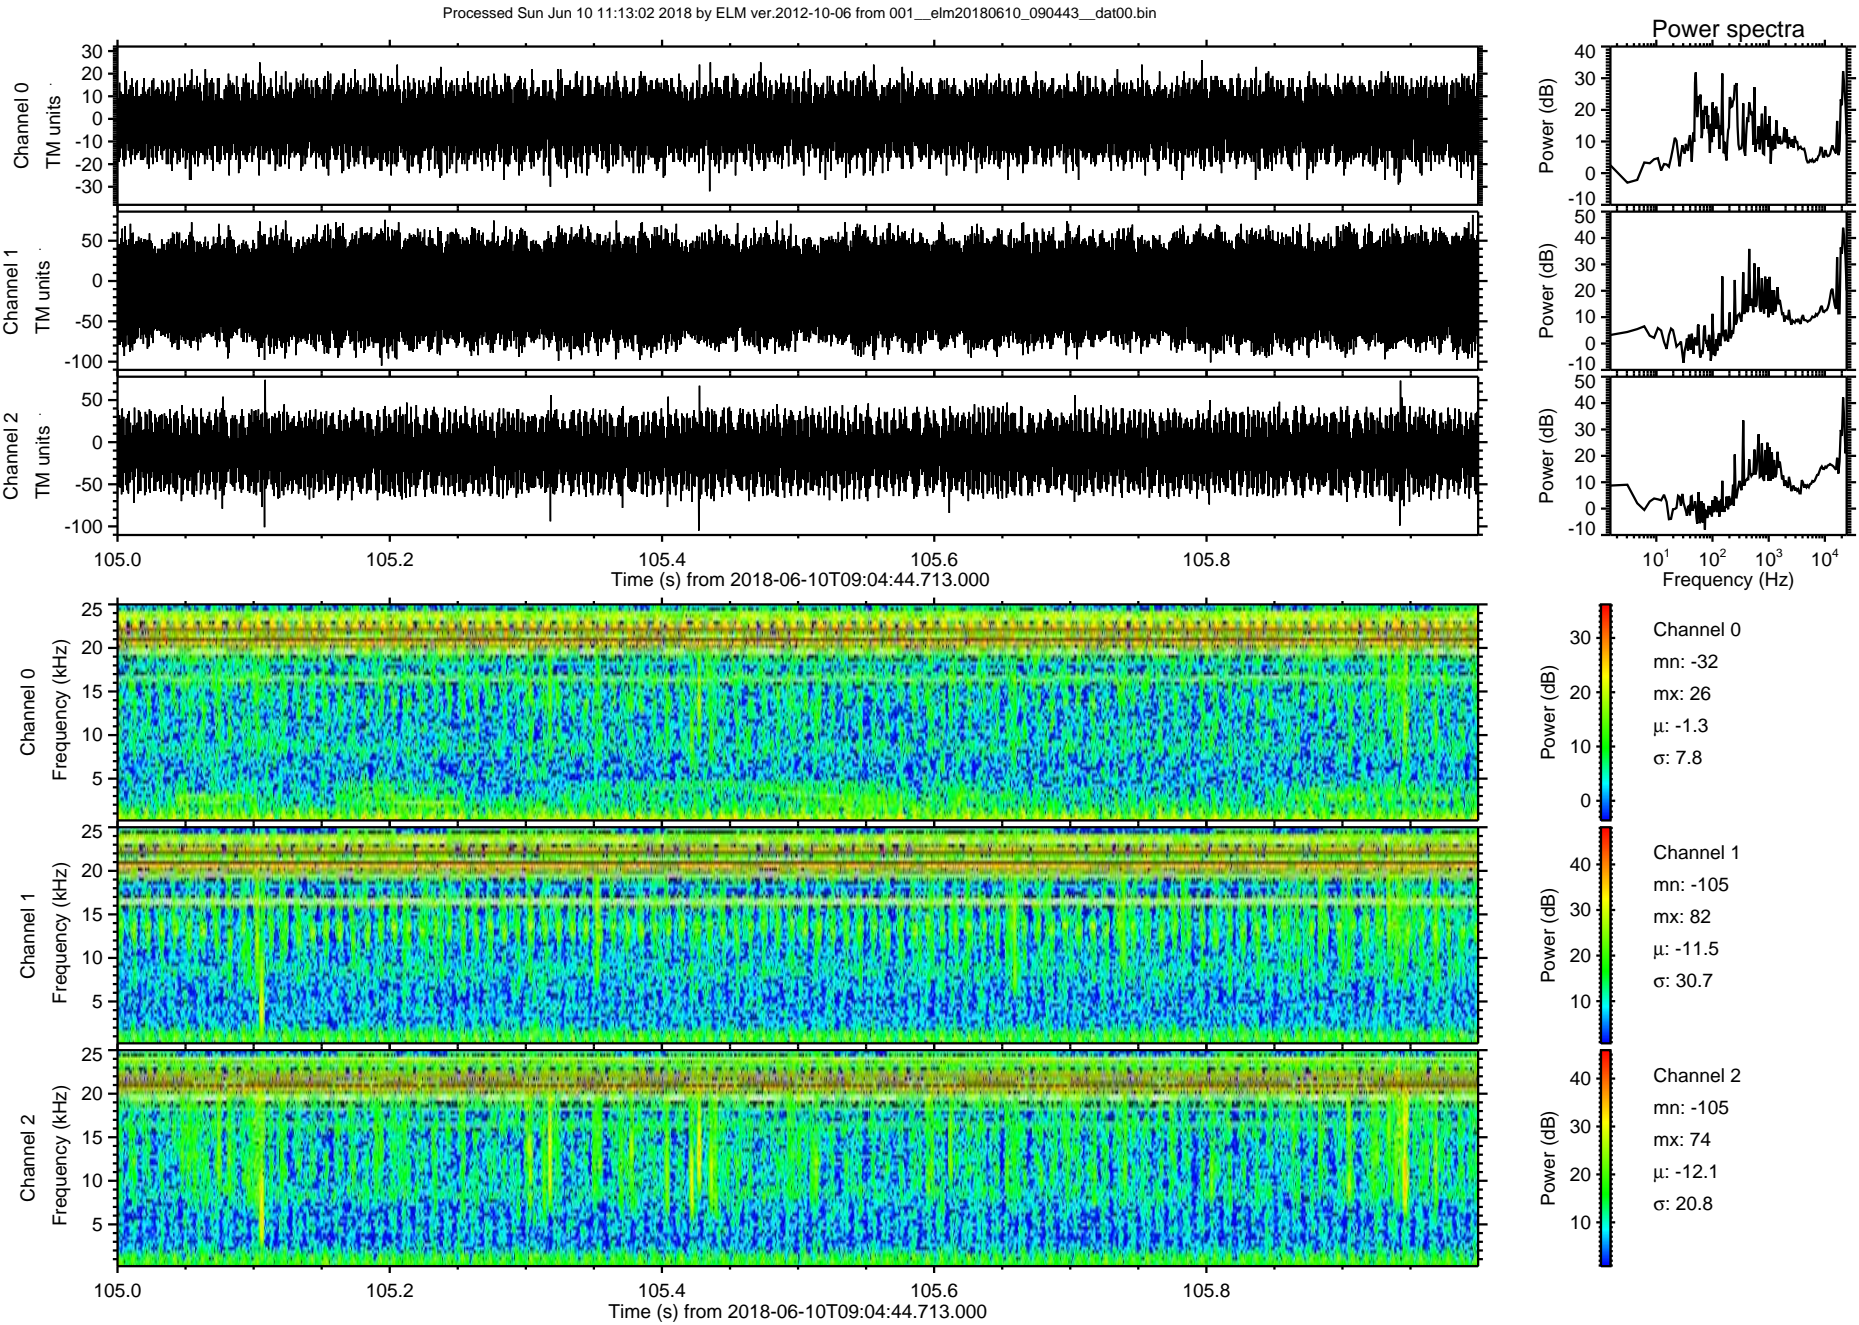 Processed Sun Jun 10 11:13:02 2018 by ELM ver.2012-10-06 from 001__elm20180610_090443__dat00.bin
Power spectra
Channel 0
TM units
30
20
10
0
-10
-20
-30
Power (dB)
40
30
20
10
0
-10
Channel 1
TM units
50
0
-50
-100
Power (dB)
50
40
30
20
10
0
-10
Channel 2
TM units
50
0
-50
-100
Power (dB)
50
40
30
20
10
0
-10
105.0 105.2 105.4 105.6 105.8
Time (s) from 2018-06-10T09:04:44.713.000
10¹ 10² 10³ 10⁴
Frequency (Hz)
Channel 0
Frequency (kHz)
25
20
15
10
5
Power (dB)
30
20
10
0
Channel 0
mn: -32
mx: 26
μ: -1.3
σ: 7.8
Channel 1
Frequency (kHz)
25
20
15
10
5
Power (dB)
40
30
20
10
Channel 1
mn: -105
mx: 82
μ: -11.5
σ: 30.7
Channel 2
Frequency (kHz)
25
20
15
10
5
Power (dB)
40
30
20
10
Channel 2
mn: -105
mx: 74
μ: -12.1
σ: 20.8
105.0 105.2 105.4 105.6 105.8
Time (s) from 2018-06-10T09:04:44.713.000